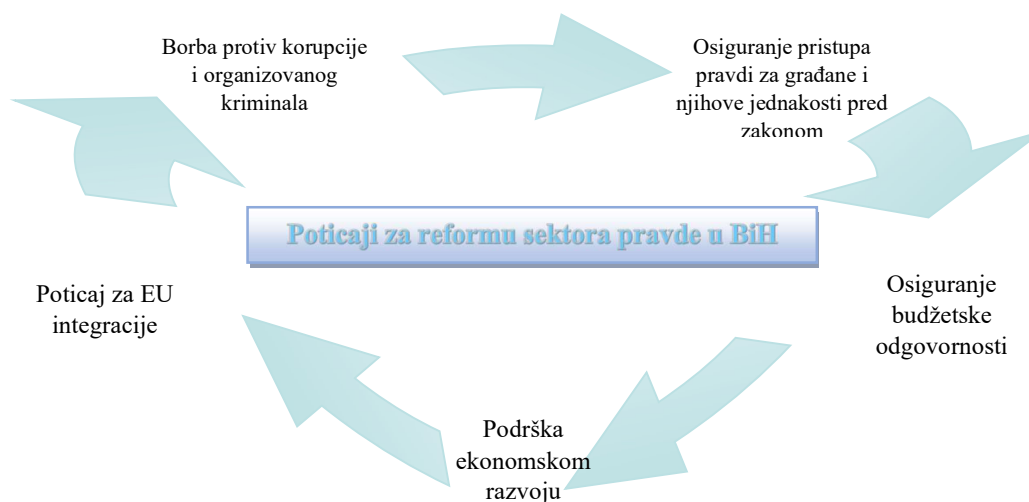 Borba protiv korupcije
i organizovanog
kriminala
Osiguranje pristupa
pravdi za građane i
njihove jednakosti pred
zakonom
Poticaji za reformu sektora pravde u BiH
Poticaj za EU
integracije
Osiguranje
budžetske
odgovornosti
Podrška
ekonomskom
razvoju